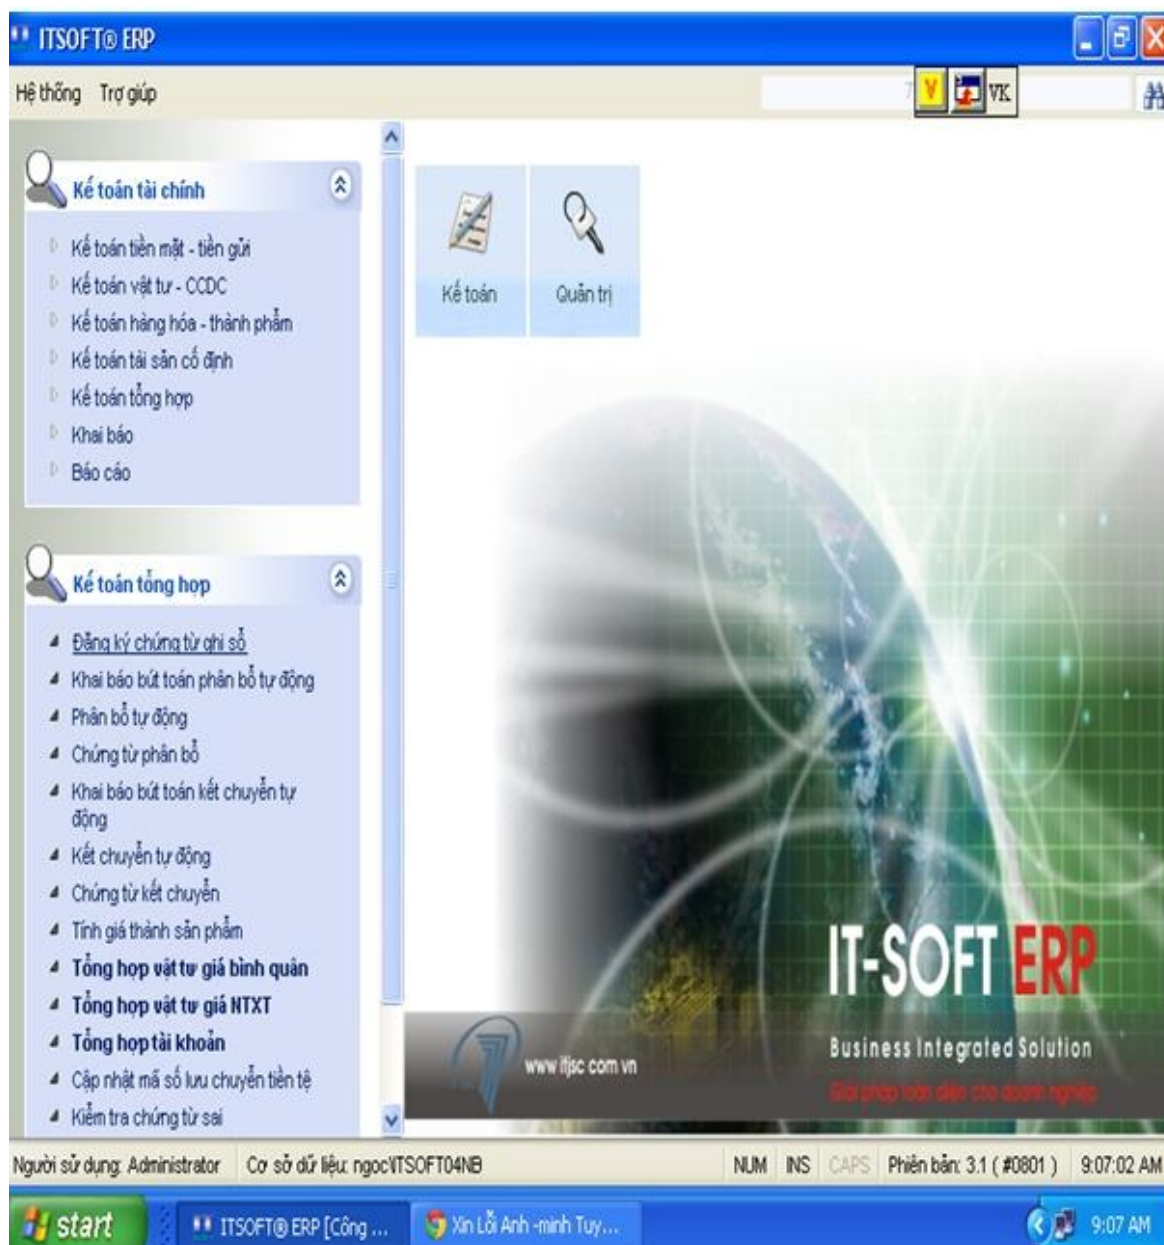 ITSOFT® ERP
Hệ thống Trợ giúp
V VK
Kế toán tài chính
Kế toán tiền mặt - tiền gửi
Kế toán vật tư - CCDC
Kế toán hàng hóa - thành phẩm
Kế toán tài sản cố định
Kế toán tổng hợp
Khai báo
Báo cáo
Kế toán Quản trị
Kế toán tổng hợp
Đăng ký chứng từ ghi sổ
Khai báo bút toán phân bổ tự động
Phân bổ tự động
Chứng từ phân bổ
Khai báo bút toán kết chuyển tự
động
Kết chuyển tự động
Chứng từ kết chuyển
Tính giá thành sản phẩm
Tổng hợp vật tư giá bình quân
Tổng hợp vật tư giá NTXT
Tổng hợp tài khoản
Cập nhật mã số lưu chuyển tiền tệ
Kiểm tra chứng từ sai
IT-SOFT ERP
Business Integrated Solution
Giải pháp toàn diện cho doanh nghiệp
www itjsc com vn
Người sử dụng: Administrator Cơ sở dữ liệu: ngoc\ITSOFT04NB NUM INS CAPS Phiên bản: 3.1 ( #0801 ) 9:07:02 AM
start ITSOFT® ERP [Công ... Xin Lỗi Anh -minh Tuy... 9:07 AM